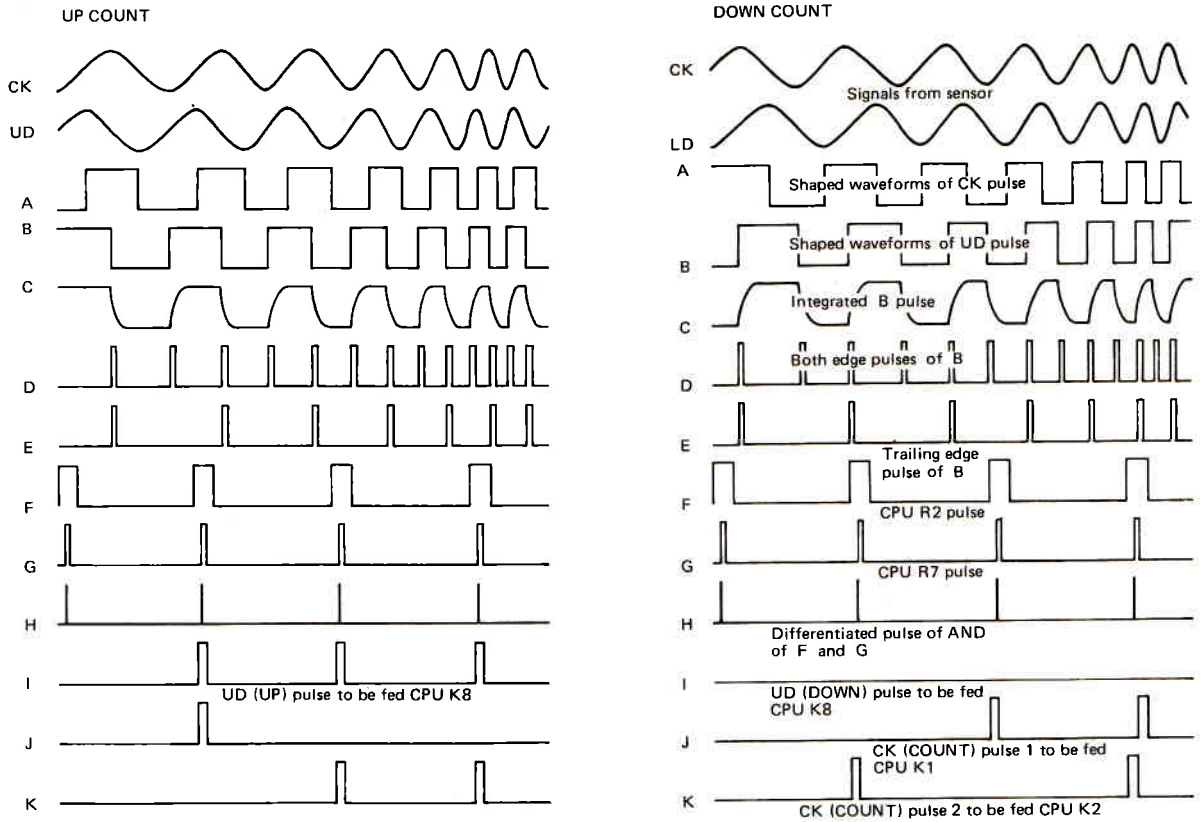 UP COUNT
CK
UD
A
B
C
D
E
F
G
H
I
UD (UP) pulse to be fed CPU K8
J
K
DOWN COUNT
CK
Signals from sensor
LD
A
Shaped waveforms of CK pulse
Shaped waveforms of UD pulse
B
Integrated B pulse
C
Both edge pulses of B
D
E
Trailing edge
pulse of B
F
CPU R2 pulse
G
CPU R7 pulse
H
Differentiated pulse of AND
of F and G
I
UD (DOWN) pulse to be fed
CPU K8
J
CK (COUNT) pulse 1 to be fed
CPU K1
K
CK (COUNT) pulse 2 to be fed CPU K2